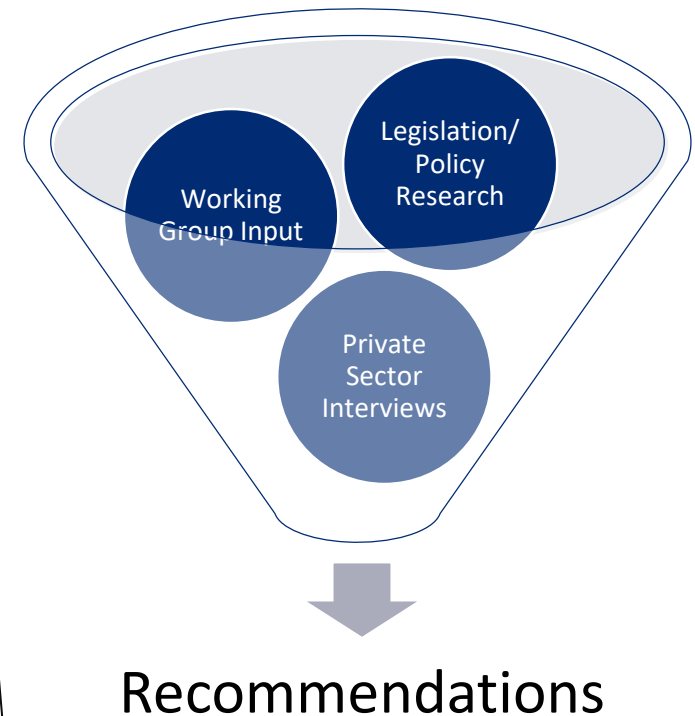 Legislation/
Policy
Research
Working
Group Input
Private
Sector
Interviews
Recommendations